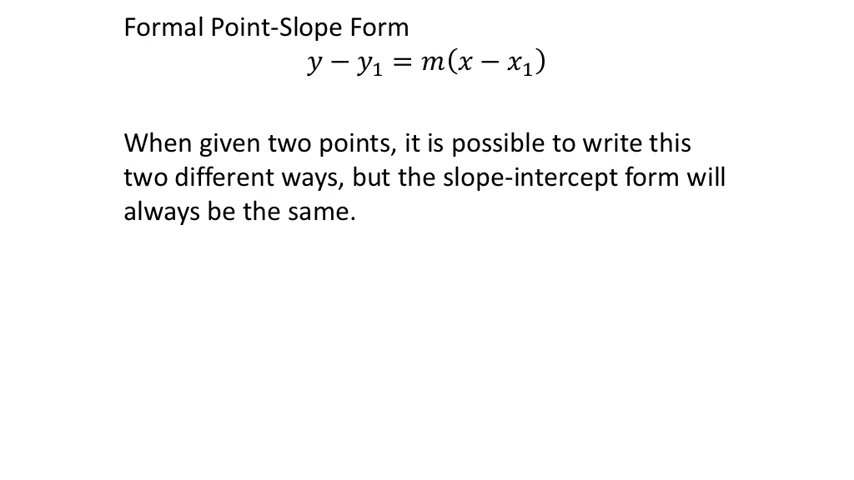 Formal Point-Slope Form
y − y₁ = m(x − x₁)
When given two points, it is possible to write this
two different ways, but the slope-intercept form will
always be the same.